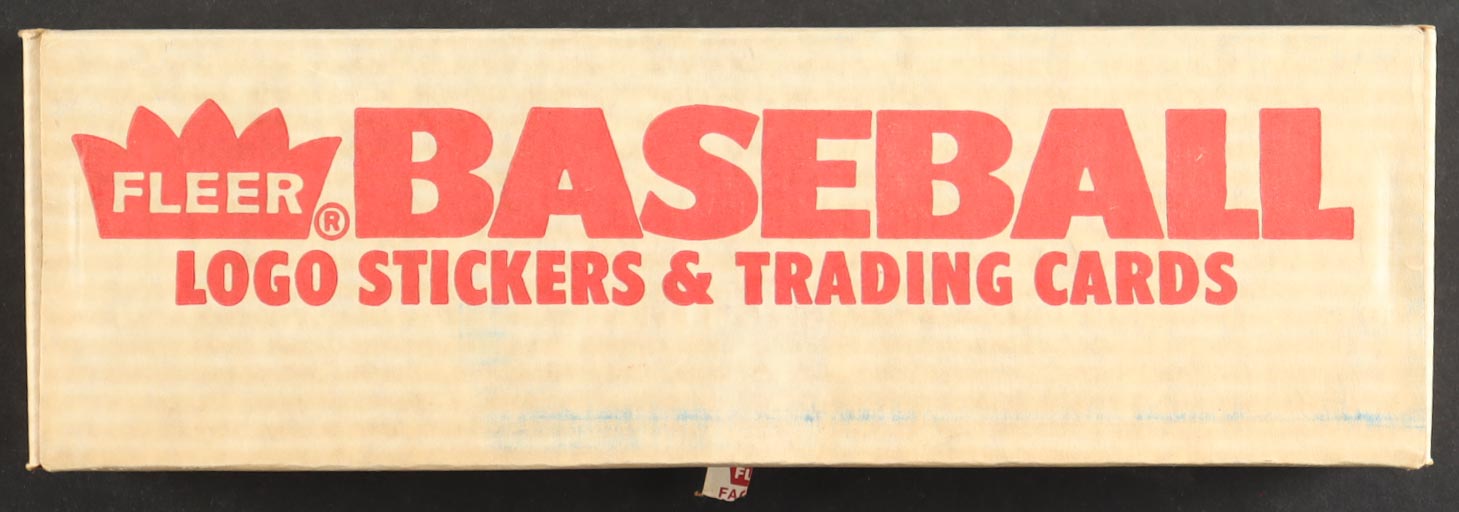 FLEER® BASEBALL
LOGO STICKERS & TRADING CARDS